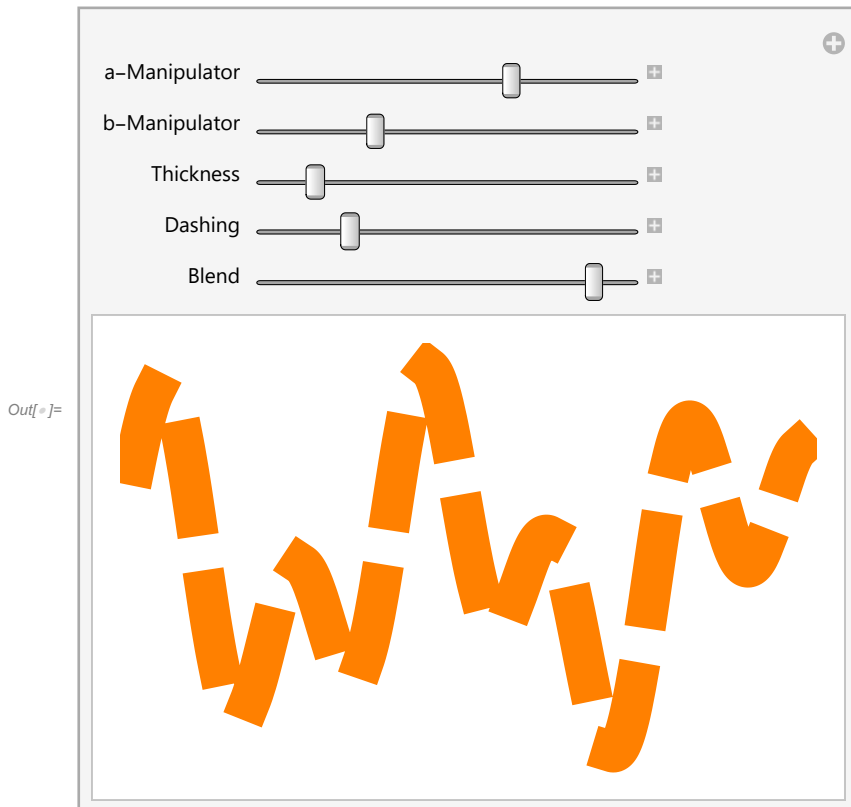 a–Manipulator
b–Manipulator
Thickness
Dashing
Blend
Out[•]=